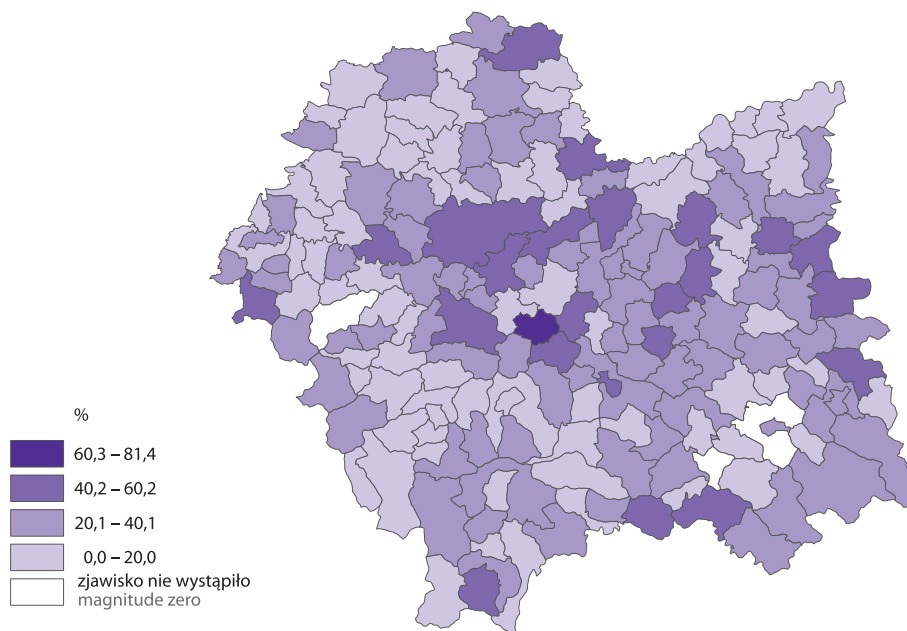 %
60,3 – 81,4
40,2 – 60,2
20,1 – 40,1
0,0 – 20,0
zjawisko nie wystąpiło
magnitude zero